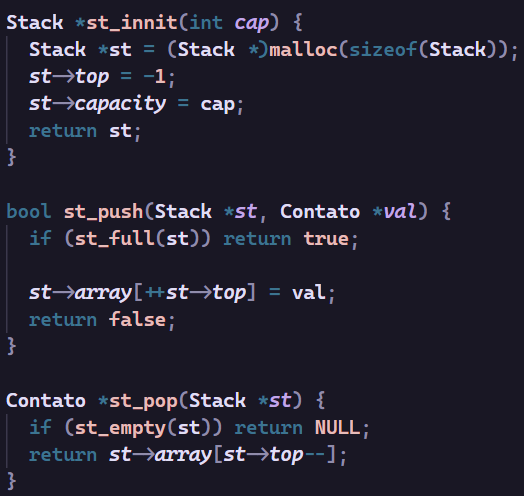 Stack *st_innit(int cap) {
  Stack *st = (Stack *)malloc(sizeof(Stack));
  st->top = -1;
  st->capacity = cap;
  return st;
}

bool st_push(Stack *st, Contato *val) {
  if (st_full(st)) return true;

  st->array[++st->top] = val;
  return false;
}

Contato *st_pop(Stack *st) {
  if (st_empty(st)) return NULL;
  return st->array[st->top--];
}